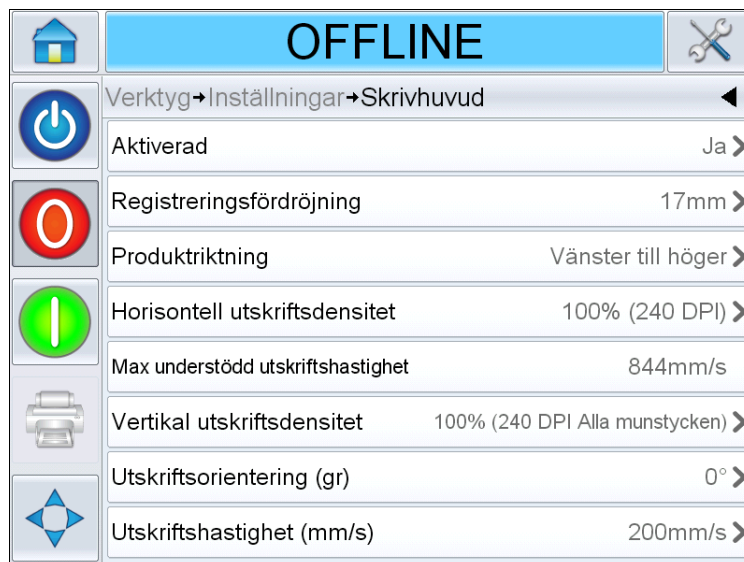 OFFLINE
Verktyg→Inställningar→Skrivhuvud
Aktiverad Ja
Registreringsfördröjning 17mm
Produktriktning Vänster till höger
Horisontell utskriftsdensitet 100% (240 DPI)
Max understödd utskriftshastighet 844mm/s
Vertikal utskriftsdensitet 100% (240 DPI Alla munstycken)
Utskriftsorientering (gr) 0°
Utskriftshastighet (mm/s) 200mm/s